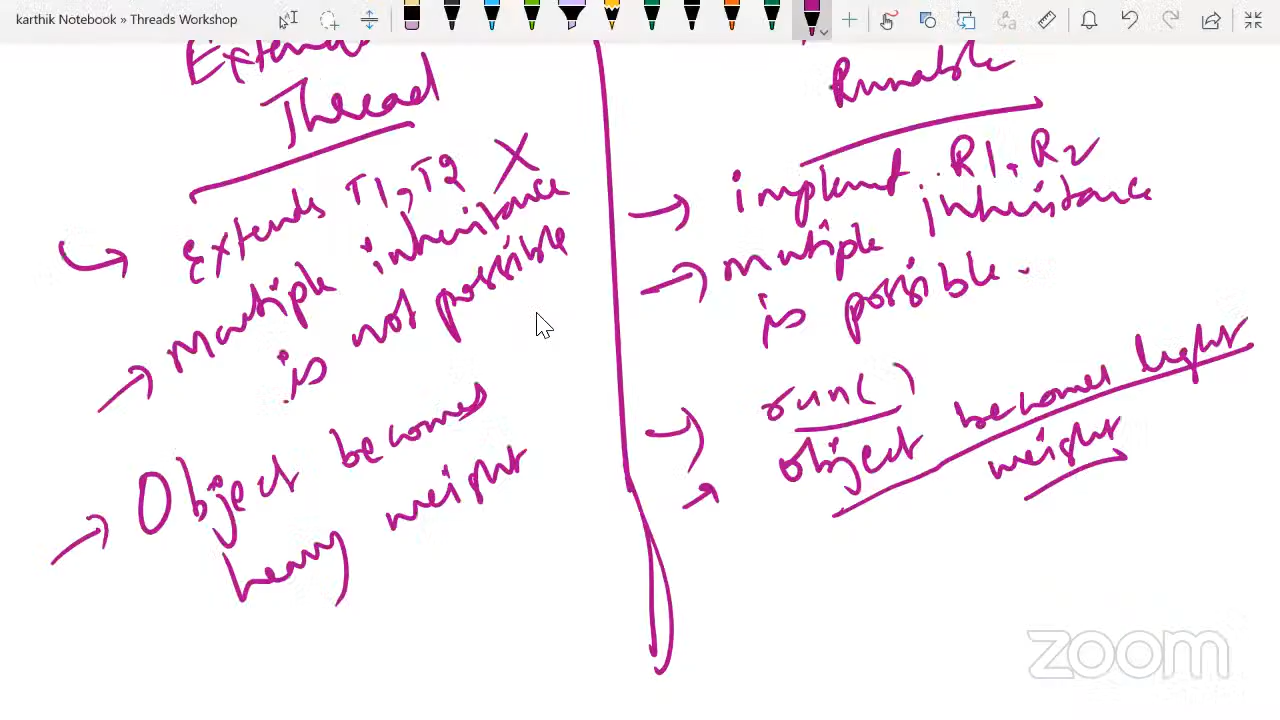 karthik Notebook » Threads Workshop
Extend
Thread
Extends T1, T2 X
Multiple inheritance
is not possible
Object becomes
heavy weight
Runable
implement R1, R2
multiple inheritance
is possible.
run()
object becomes light
weight
zoom